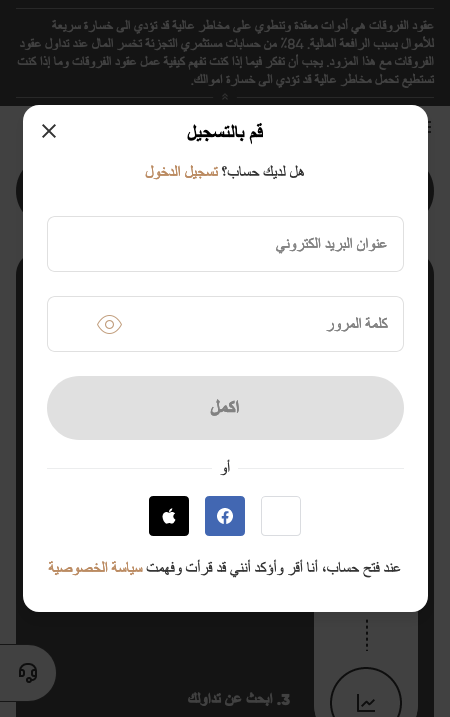 عقود الفروقات هي أدوات معقدة وتنطوي على مخاطر عالية قد تؤدي الى خسارة سريعة
للأموال بسبب الرافعة المالية. 84٪ من حسابات مستثمري التجزئة تخسر المال عند تداول عقود
الفروقات مع هذا المزود. يجب أن تفكر فيما إذا كنت تفهم كيفية عمل عقود الفروقات وما إذا كنت
تستطيع تحمل مخاطر عالية قد تؤدي الى خسارة اموالك.
قم بالتسجيل
هل لديك حساب؟ تسجيل الدخول
عنوان البريد الكتروني
كلمة المرور
اكمل
أو
عند فتح حساب، أنا أقر وأؤكد أنني قد قرأت وفهمت سياسة الخصوصية
3. ابحث عن تداولك